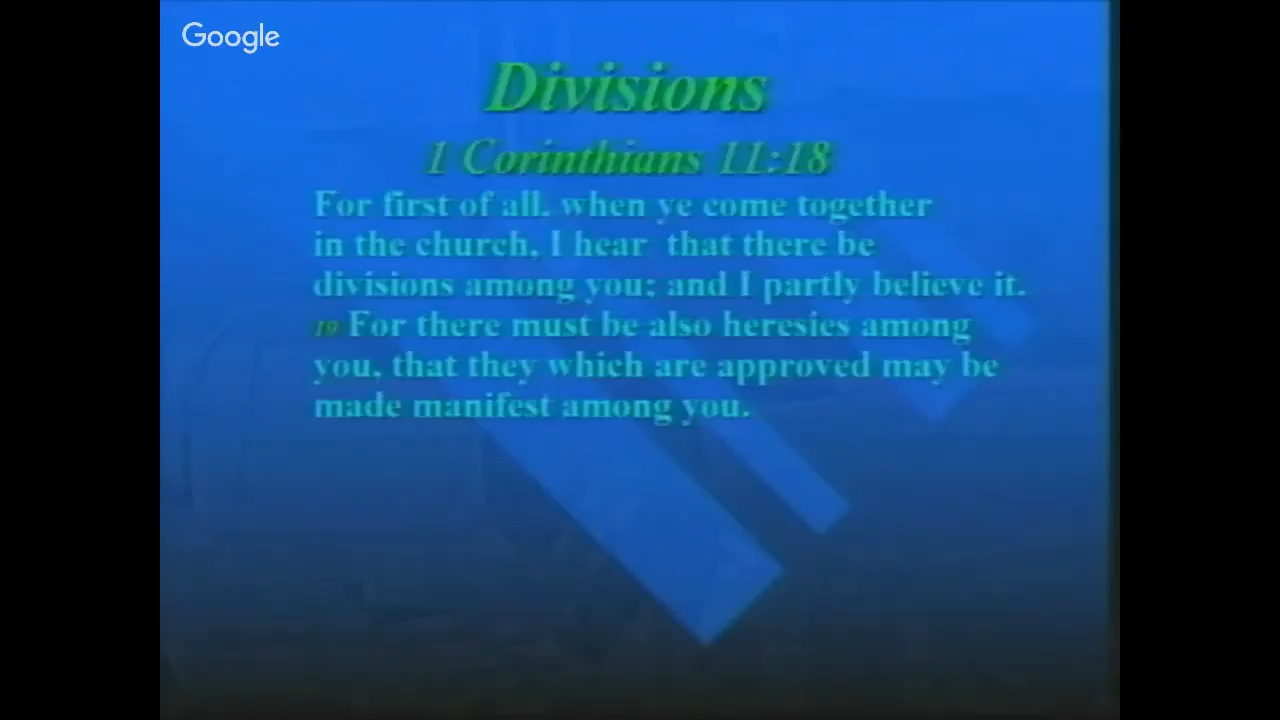 Google
Divisions
1 Corinthians 11:18
For first of all, when ye come together
in the church, I hear that there be
divisions among you; and I partly believe it.
19 For there must be also heresies among
you, that they which are approved may be
made manifest among you.